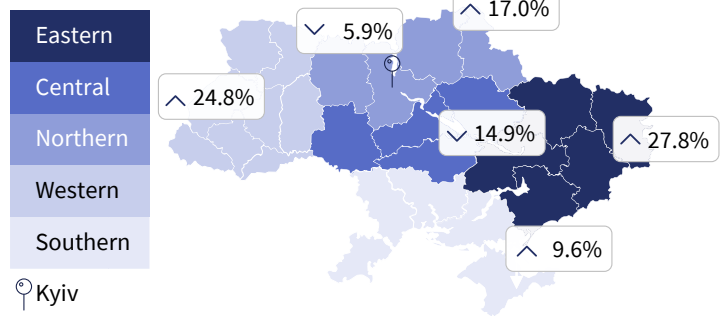 Eastern
Central
Northern
Western
Southern
Kyiv
5.9%
17.0%
24.8%
14.9%
27.8%
9.6%